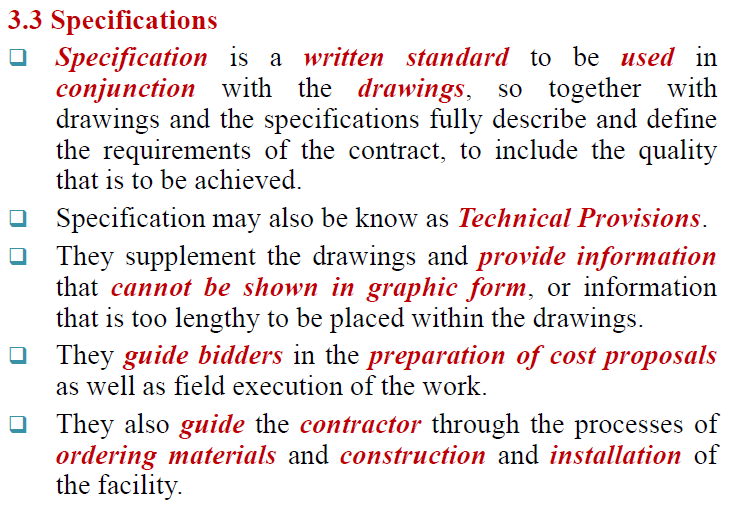 3.3 Specifications
❑ Specification is a written standard to be used in
conjunction with the drawings, so together with
drawings and the specifications fully describe and define
the requirements of the contract, to include the quality
that is to be achieved.
❑ Specification may also be know as Technical Provisions.
❑ They supplement the drawings and provide information
that cannot be shown in graphic form, or information
that is too lengthy to be placed within the drawings.
❑ They guide bidders in the preparation of cost proposals
as well as field execution of the work.
❑ They also guide the contractor through the processes of
ordering materials and construction and installation of
the facility.